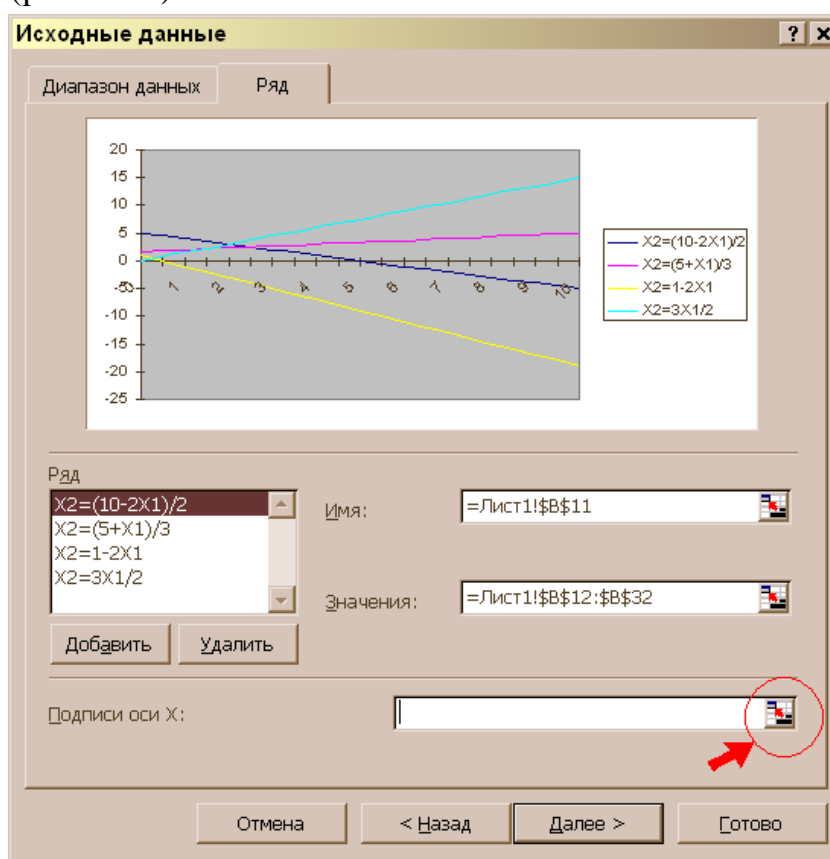 Исходные данные
Диапазон данных Ряд
20
15
10
5
0
-5
-10
-15
-20
-25
0 1 2 3 4 5 6 7 8 9 10
X2=(10-2X1)/2
X2=(5+X1)/3
X2=1-2X1
X2=3X1/2
Ряд
X2=(10-2X1)/2
X2=(5+X1)/3
X2=1-2X1
X2=3X1/2
Имя: =Лист1!$B$11
Значения: =Лист1!$B$12:$B$32
Добавить Удалить
Подписи оси X:
Отмена < Назад Далее > Готово